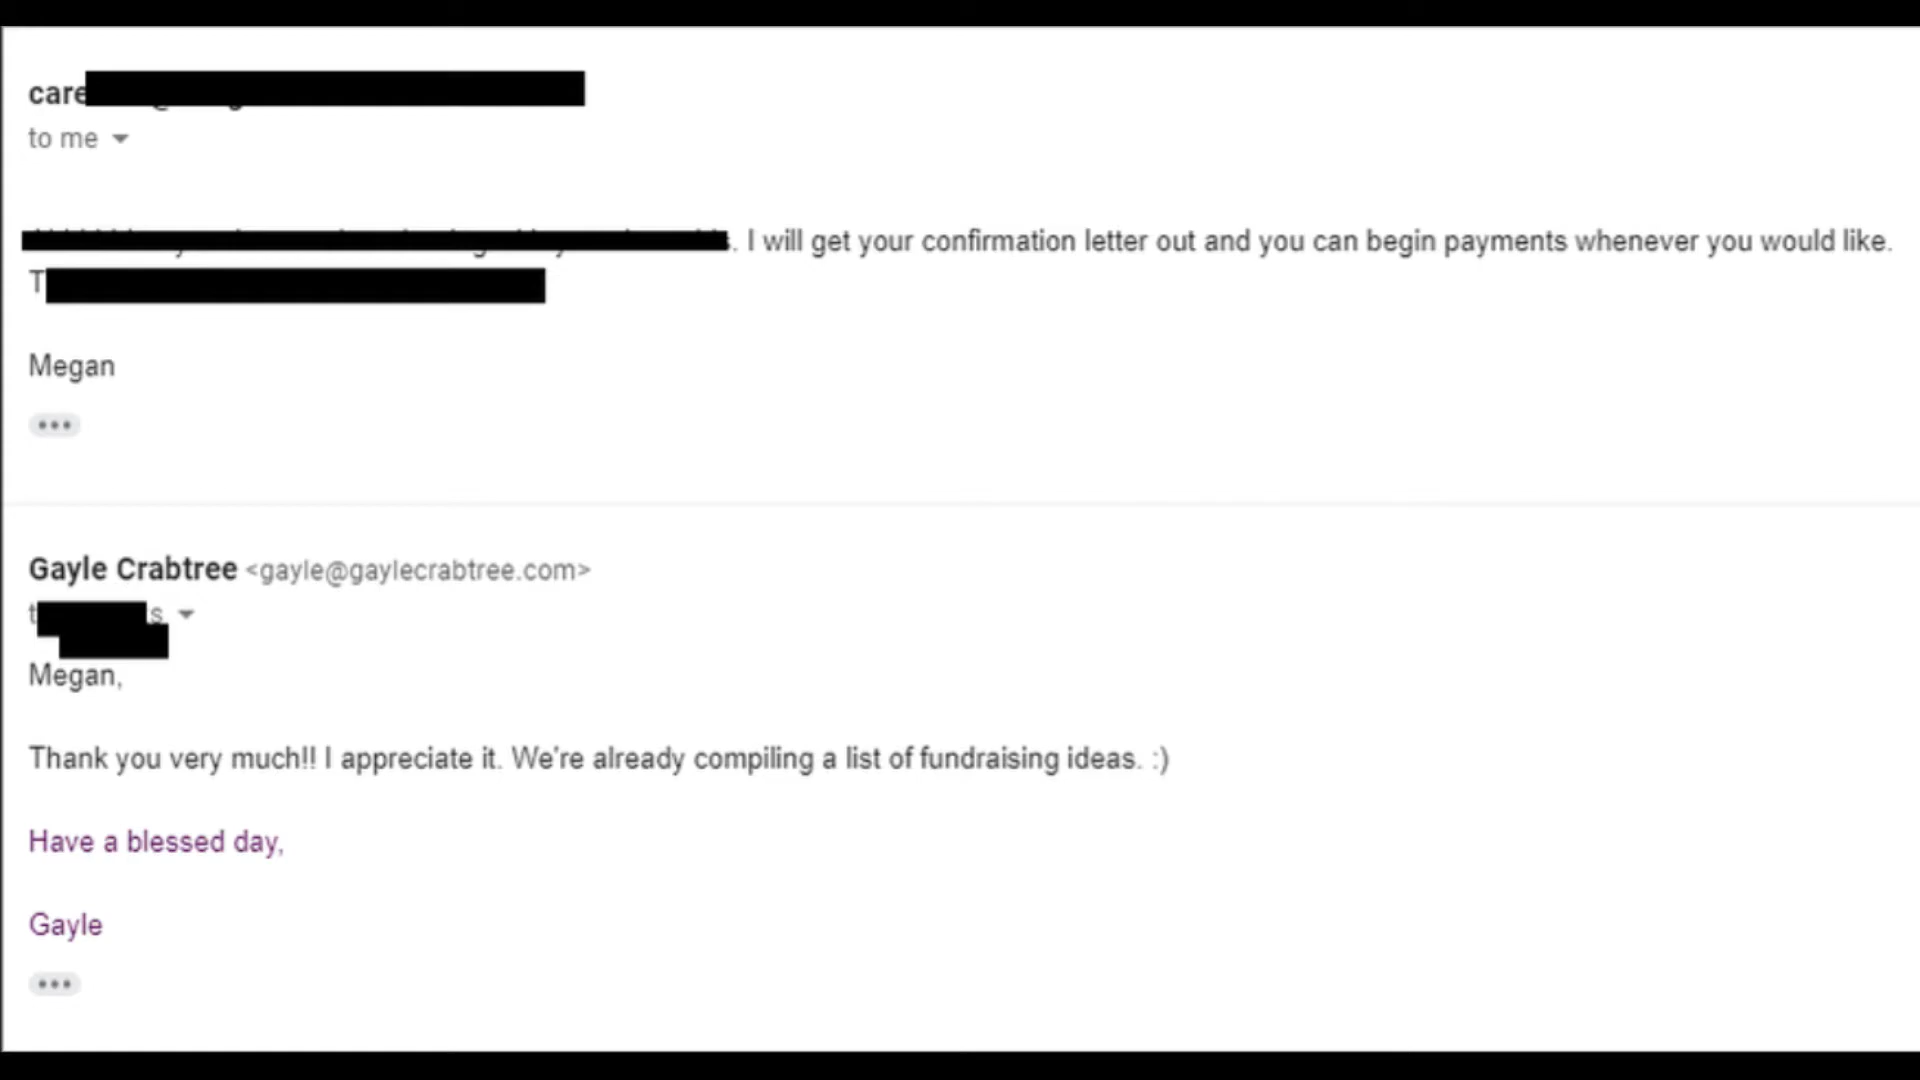 care
to me
. I will get your confirmation letter out and you can begin payments whenever you would like.
T
Megan
Gayle Crabtree <gayle@gaylecrabtree.com>
t s
Megan,
Thank you very much!! I appreciate it. We're already compiling a list of fundraising ideas. :)
Have a blessed day,
Gayle